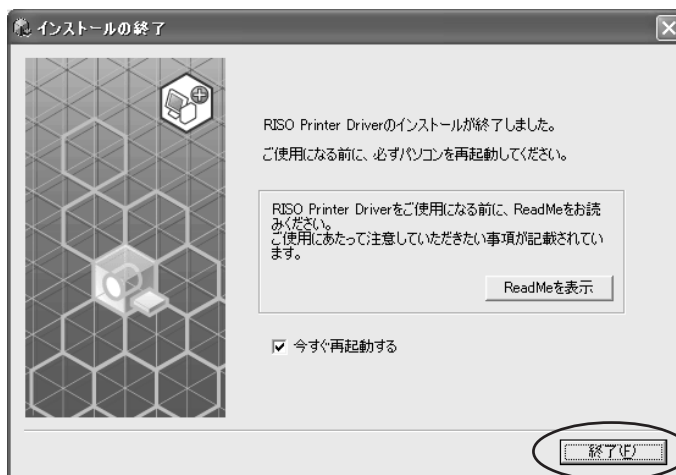 インストールの終了
RISO Printer Driverのインストールが終了しました。
ご使用になる前に、必ずパソコンを再起動してください。
RISO Printer Driverをご使用になる前に、ReadMeをお読
みください。
ご使用にあたって注意していただきたい事項が記載されてい
ます。
ReadMeを表示
今すぐ再起動する
終了(F)